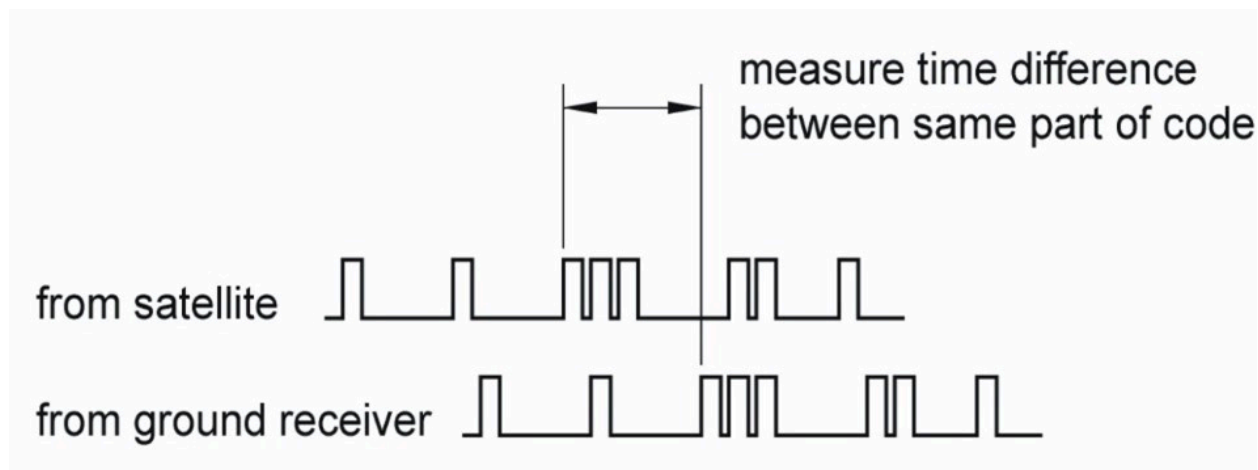 measure time difference
between same part of code
from satellite
from ground receiver